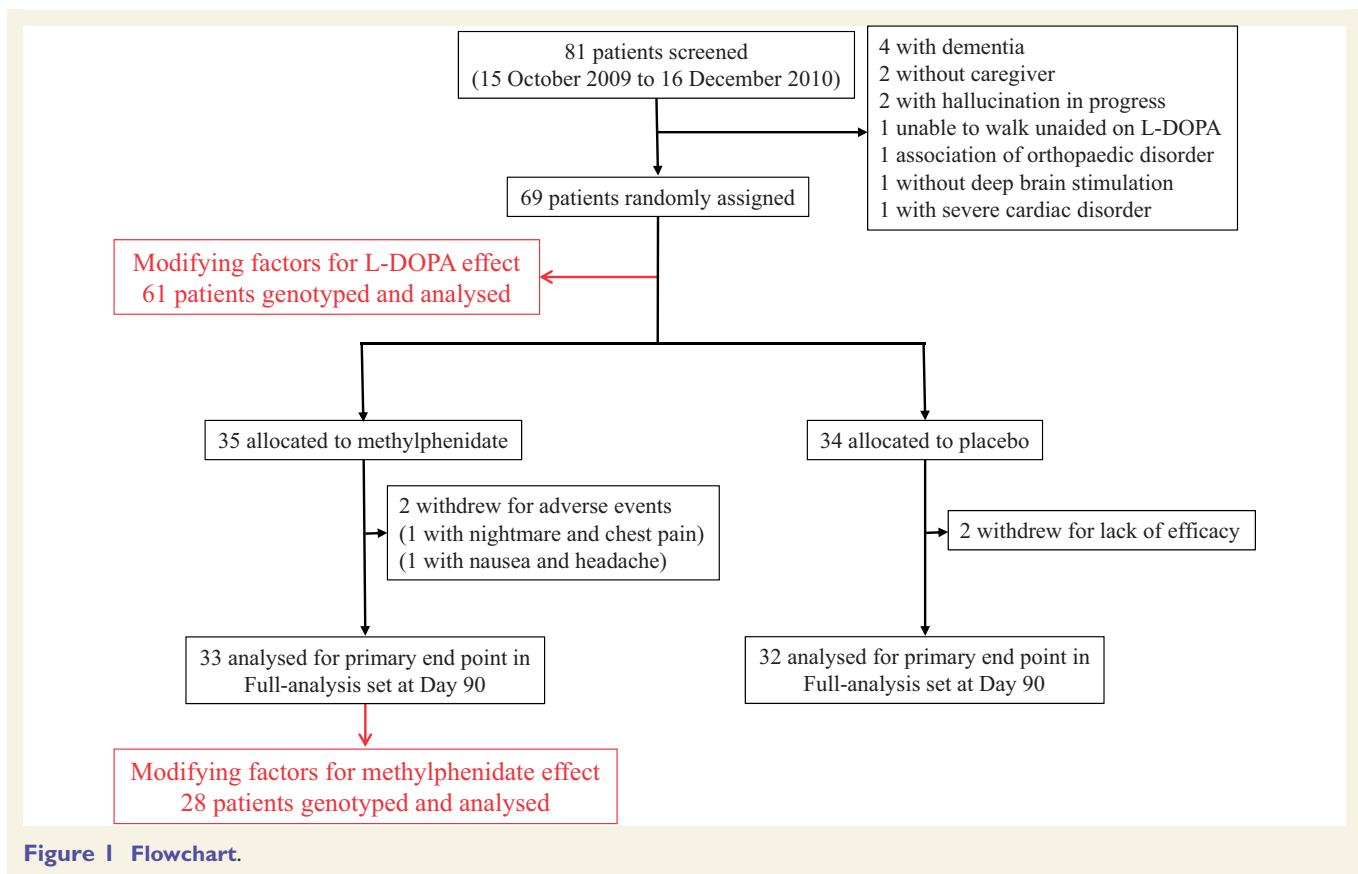 81 patients screened
(15 October 2009 to 16 December 2010)
4 with dementia
2 without caregiver
2 with hallucination in progress
1 unable to walk unaided on L-DOPA
1 association of orthopaedic disorder
1 without deep brain stimulation
1 with severe cardiac disorder
69 patients randomly assigned
Modifying factors for L-DOPA effect
61 patients genotyped and analysed
35 allocated to methylphenidate
34 allocated to placebo
2 withdrew for adverse events
(1 with nightmare and chest pain)
(1 with nausea and headache)
2 withdrew for lack of efficacy
33 analysed for primary end point in
Full-analysis set at Day 90
32 analysed for primary end point in
Full-analysis set at Day 90
Modifying factors for methylphenidate effect
28 patients genotyped and analysed
Figure 1 Flowchart.